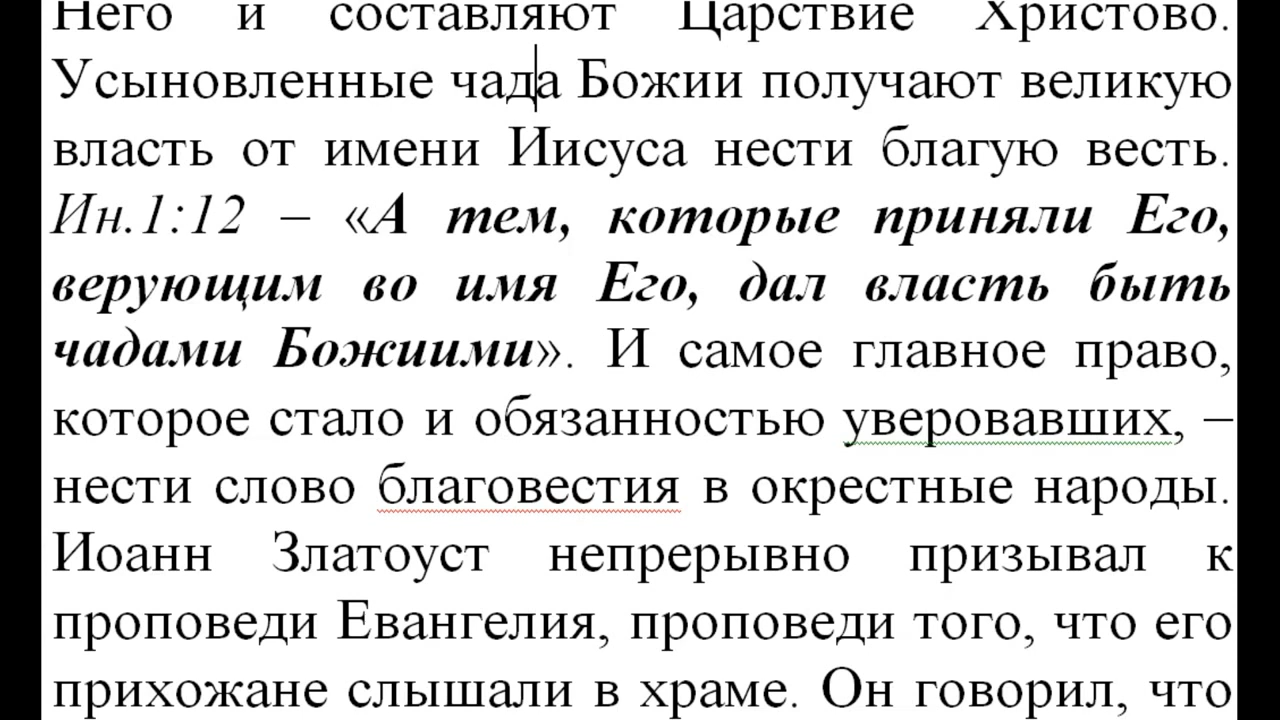 Него и составляют Царствие Христово.
Усыновленные чада Божии получают великую
власть от имени Иисуса нести благую весть.
Ин.1:12 – «А тем, которые приняли Его,
верующим во имя Его, дал власть быть
чадами Божиими». И самое главное право,
которое стало и обязанностью уверовавших, –
нести слово благовестия в окрестные народы.
Иоанн Златоуст непрерывно призывал к
проповеди Евангелия, проповеди того, что его
прихожане слышали в храме. Он говорил, что